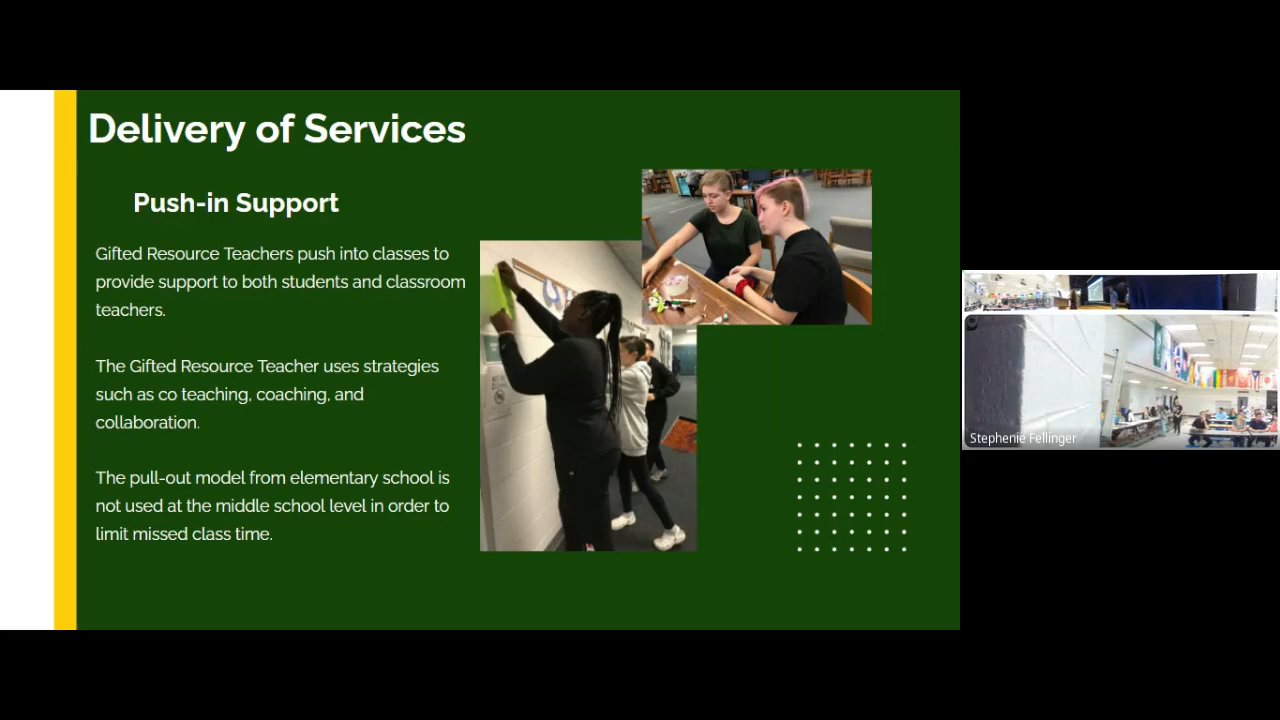 Delivery of Services
Push-in Support
Gifted Resource Teachers push into classes to
provide support to both students and classroom
teachers.
The Gifted Resource Teacher uses strategies
such as co teaching, coaching, and
collaboration.
The pull-out model from elementary school is
not used at the middle school level in order to
limit missed class time.
Stephenie Fellinger